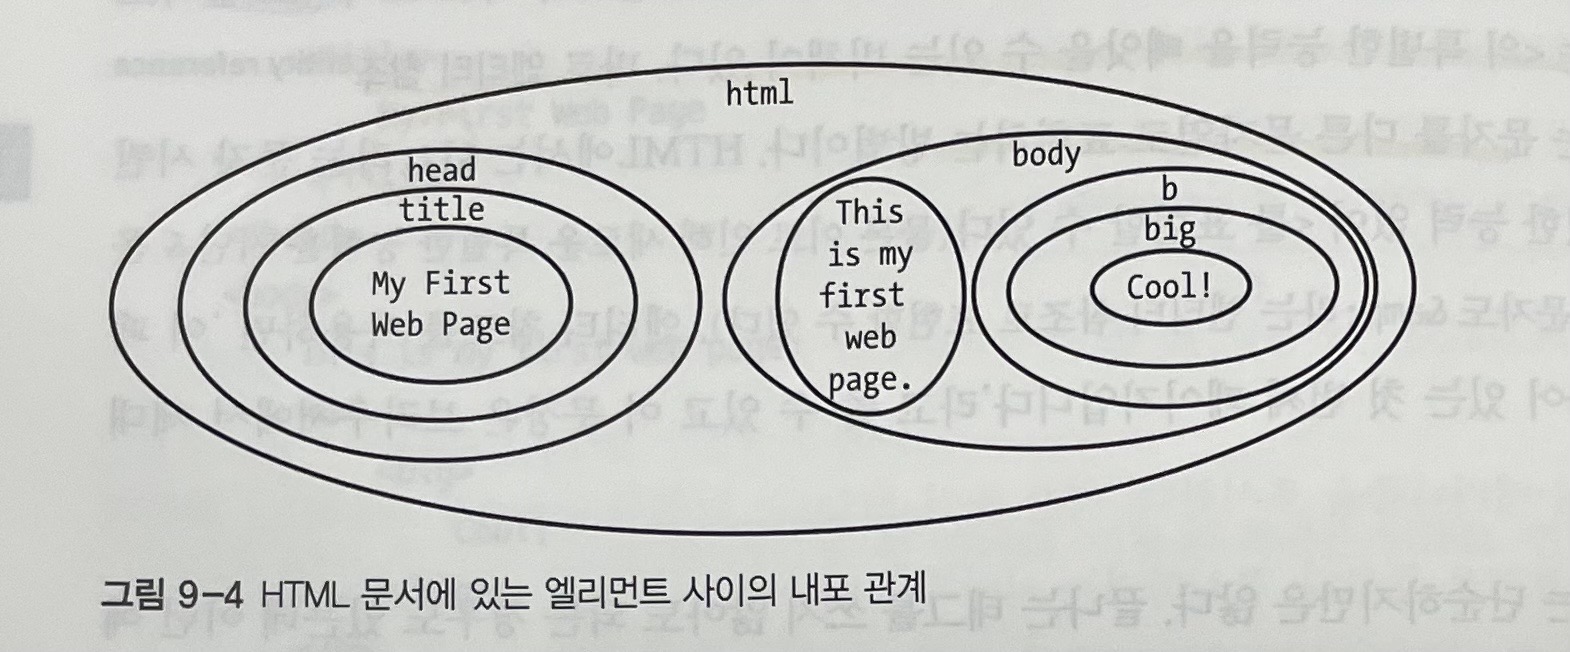 html
head
title
My First
Web Page
body
This
is my
first
web
page.
b
big
Cool!
그림 9-4 HTML 문서에 있는 엘리먼트 사이의 내포 관계